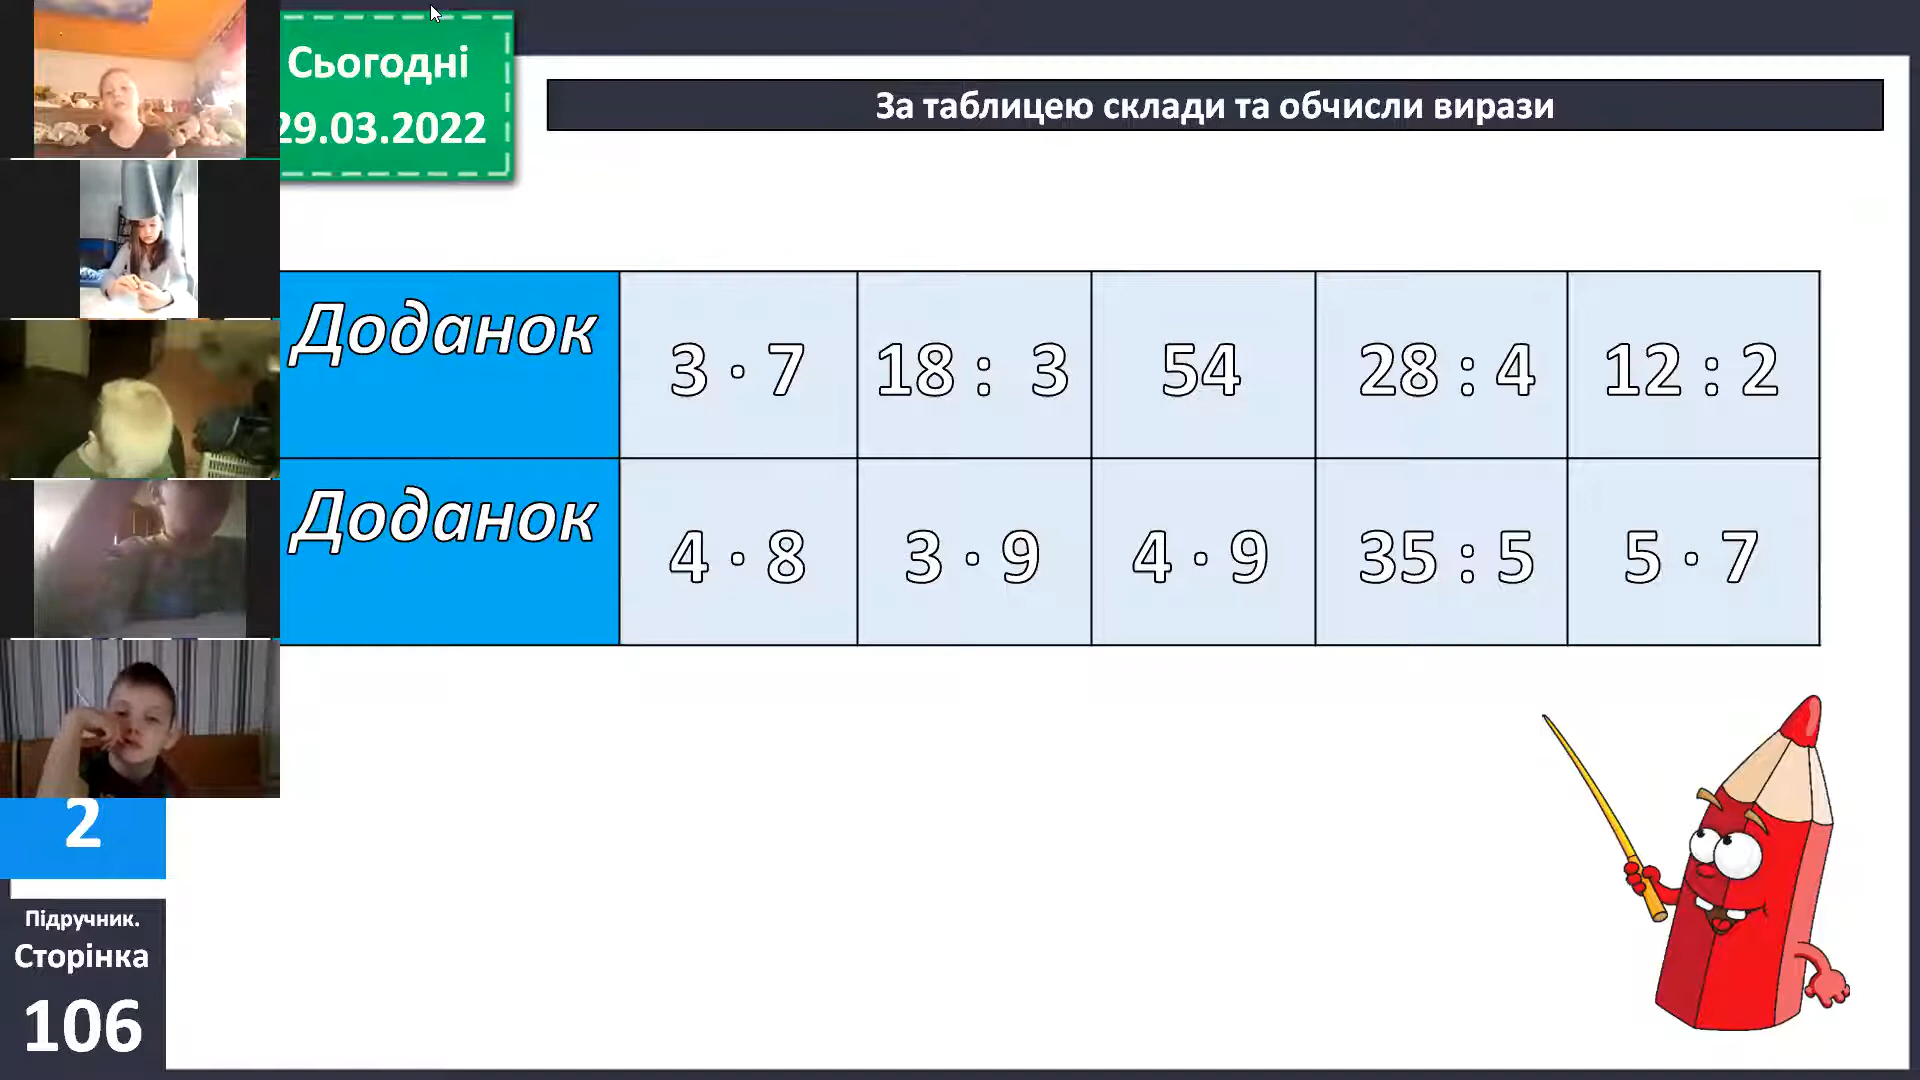 Сьогодні
29.03.2022
За таблицею склади та обчисли вирази
Доданок 3 · 7 18 : 3 54 28 : 4 12 : 2
Доданок 4 · 8 3 · 9 4 · 9 35 : 5 5 · 7
2
Підручник.
Сторінка
106